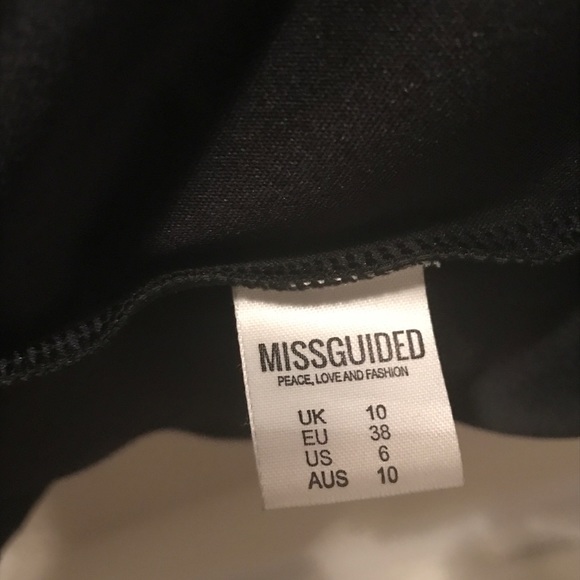 MISSGUIDED
PEACE, LOVE AND FASHION
UK 10
EU 38
US 6
AUS 10